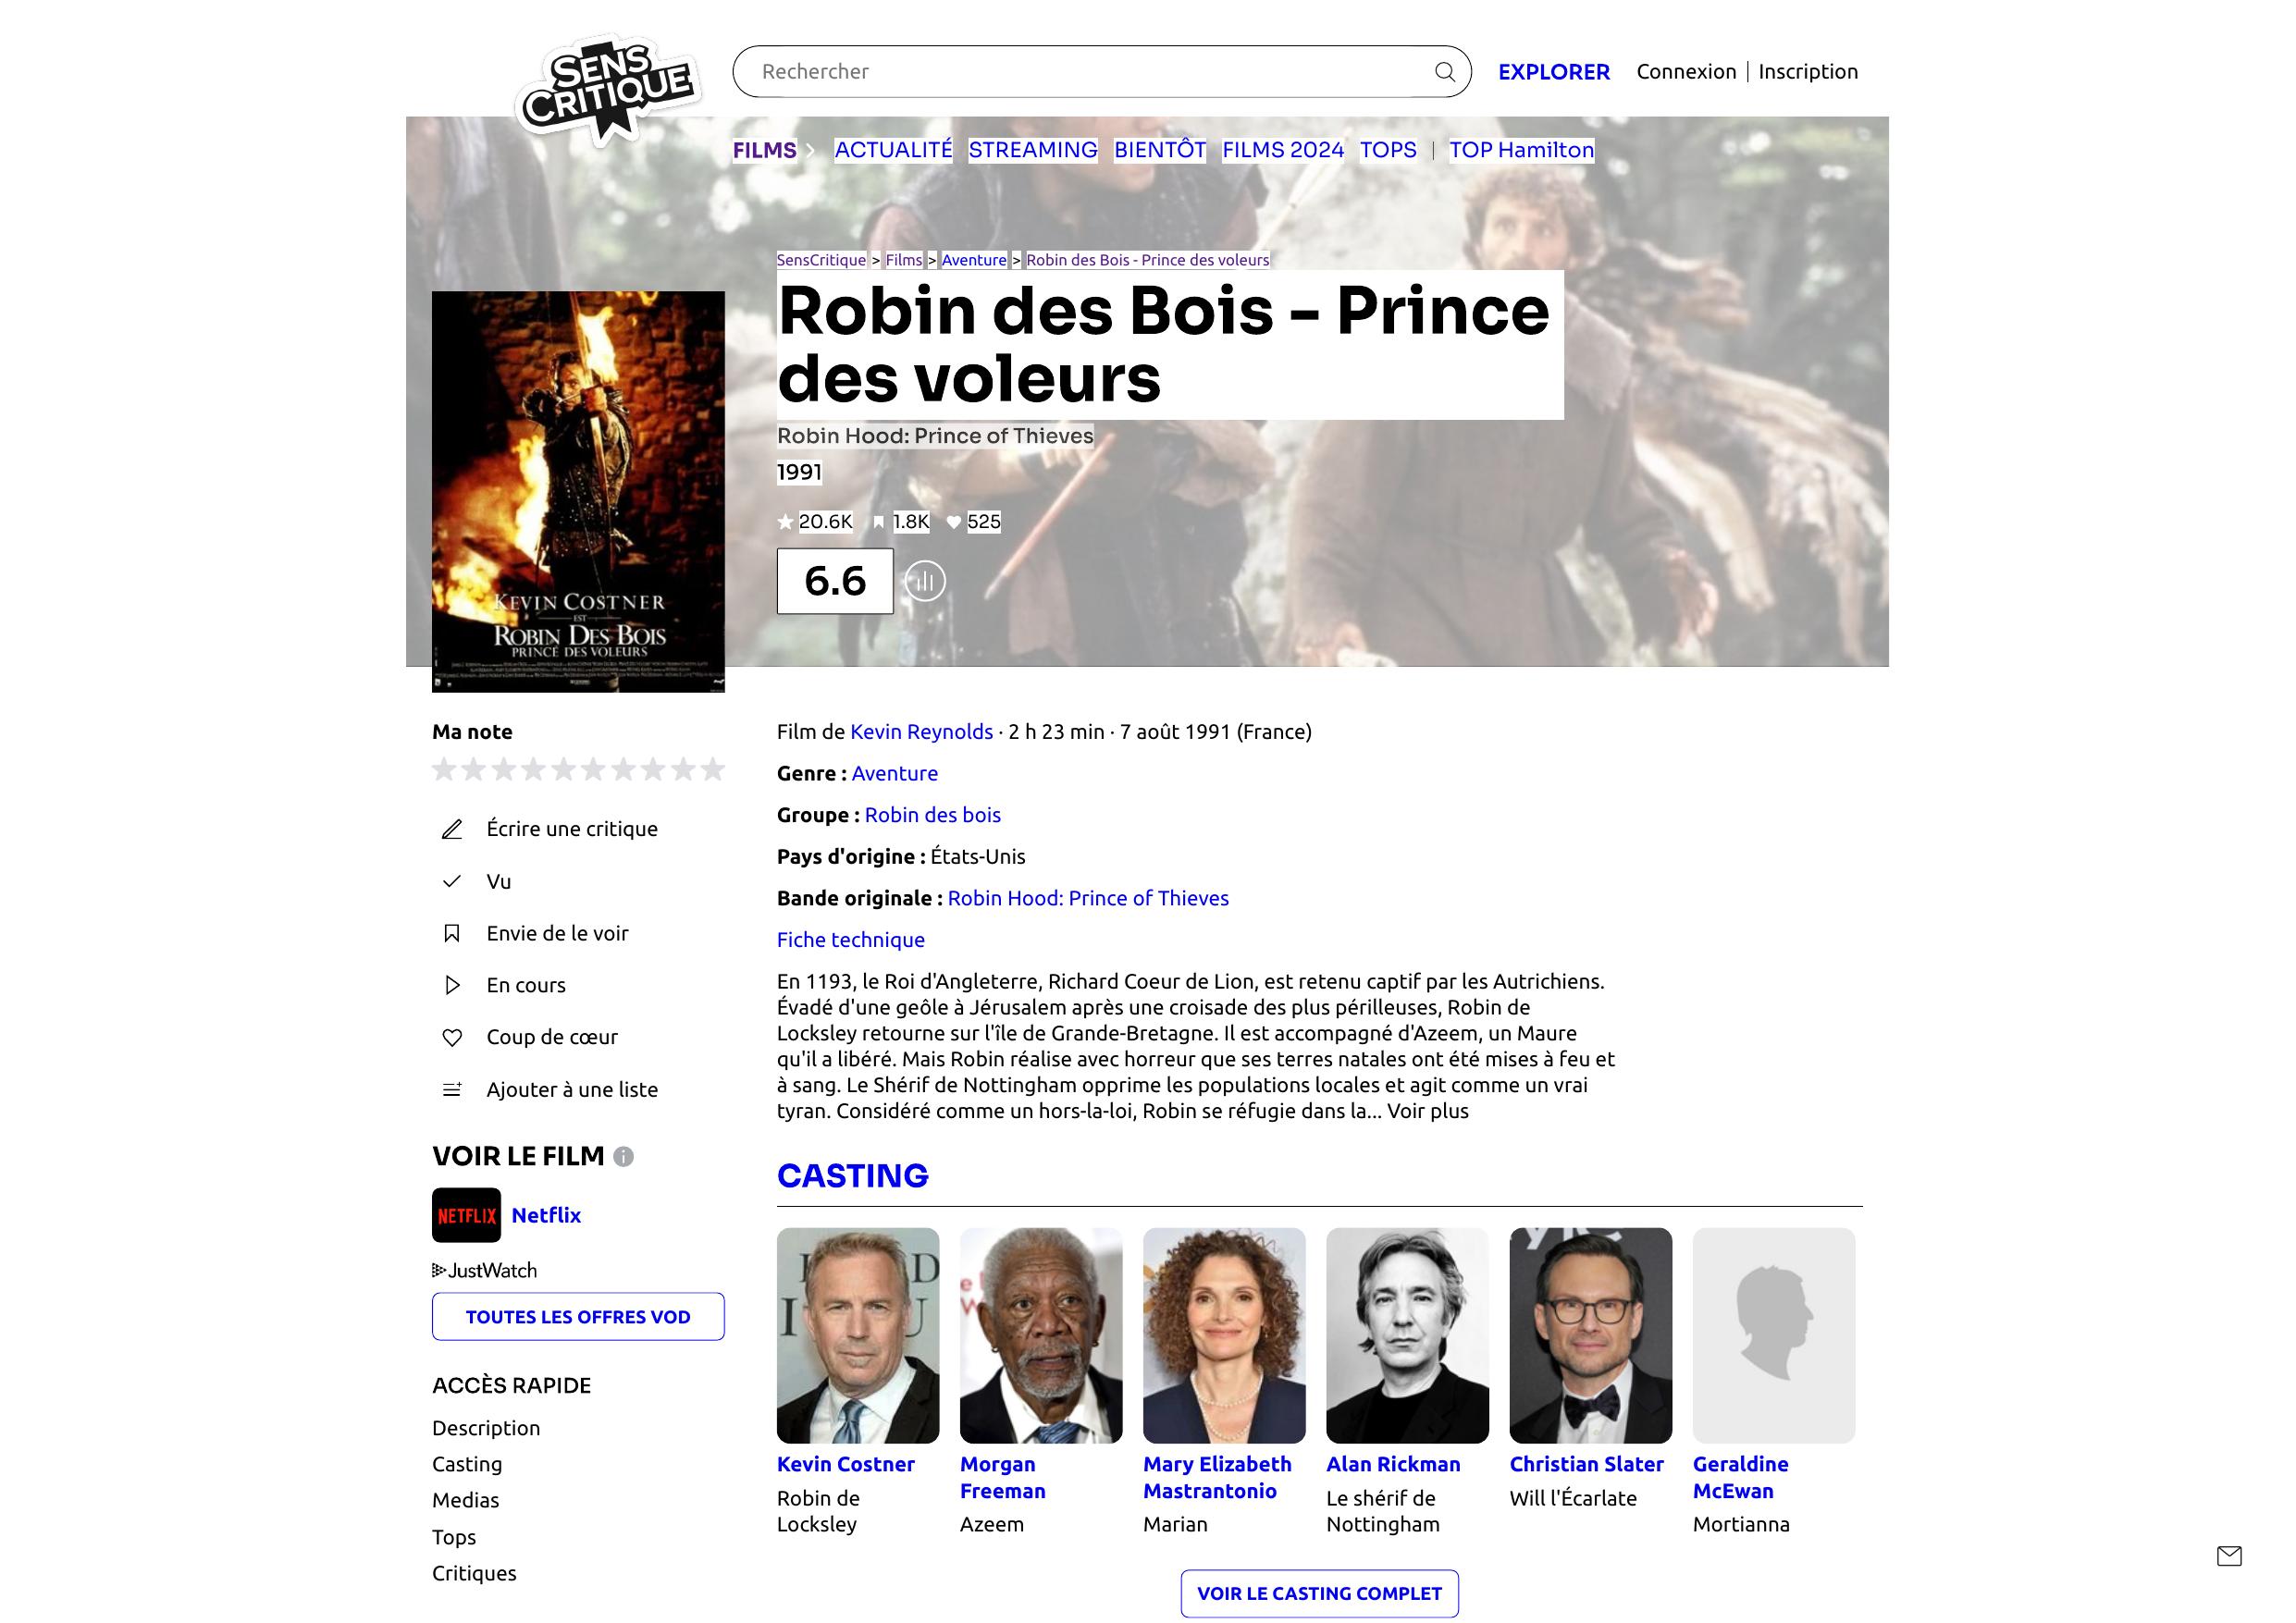 SENS CRITIQUE
Rechercher
EXPLORER
Connexion | Inscription
FILMS
ACTUALITÉ STREAMING BIENTÔT FILMS 2024 TOPS | TOP Hamilton
SensCritique > Films > Aventure > Robin des Bois - Prince des voleurs
Robin des Bois - Prince
des voleurs
Robin Hood: Prince of Thieves
1991
20.6K 1.8K 525
6.6
KEVIN COSTNER
EST
ROBIN DES BOIS
PRINCE DES VOLEURS
Ma note
Écrire une critique
Vu
Envie de le voir
En cours
Coup de cœur
Ajouter à une liste
VOIR LE FILM
NETFLIX Netflix
JustWatch
TOUTES LES OFFRES VOD
ACCÈS RAPIDE
Description
Casting
Medias
Tops
Critiques
Film de Kevin Reynolds · 2 h 23 min · 7 août 1991 (France)
Genre : Aventure
Groupe : Robin des bois
Pays d'origine : États-Unis
Bande originale : Robin Hood: Prince of Thieves
Fiche technique
En 1193, le Roi d'Angleterre, Richard Coeur de Lion, est retenu captif par les Autrichiens.
Évadé d'une geôle à Jérusalem après une croisade des plus périlleuses, Robin de
Locksley retourne sur l'île de Grande-Bretagne. Il est accompagné d'Azeem, un Maure
qu'il a libéré. Mais Robin réalise avec horreur que ses terres natales ont été mises à feu et
à sang. Le Shérif de Nottingham opprime les populations locales et agit comme un vrai
tyran. Considéré comme un hors-la-loi, Robin se réfugie dans la... Voir plus
CASTING
Kevin Costner
Robin de
Locksley
Morgan
Freeman
Azeem
Mary Elizabeth
Mastrantonio
Marian
Alan Rickman
Le shérif de
Nottingham
Christian Slater
Will l'Écarlate
Geraldine
McEwan
Mortianna
VOIR LE CASTING COMPLET